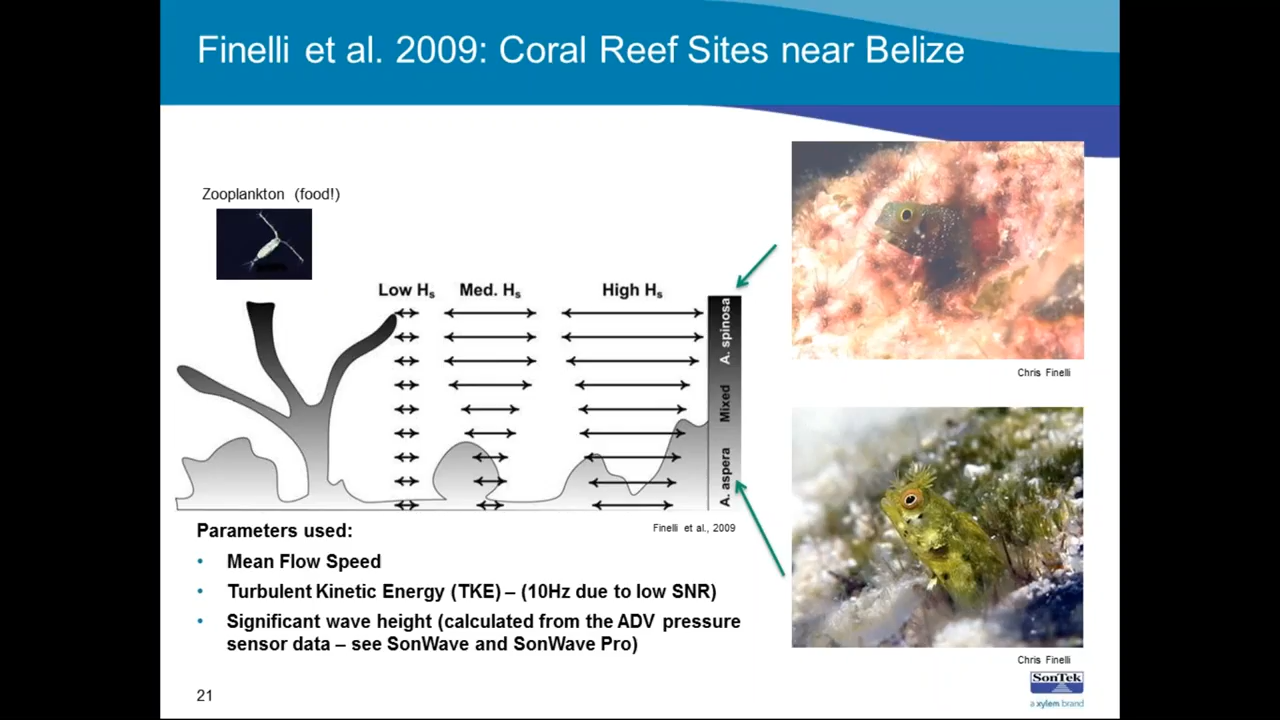 Finelli et al. 2009: Coral Reef Sites near Belize
Zooplankton (food!)
Low Hs
Med. Hs
High Hs
A. spinosa
Mixed
A. aspera
Chris Finelli
Finelli et al., 2009
Parameters used:
• Mean Flow Speed
• Turbulent Kinetic Energy (TKE) – (10Hz due to low SNR)
• Significant wave height (calculated from the ADV pressure
sensor data – see SonWave and SonWave Pro)
Chris Finelli
21
SonTek
a xylem brand